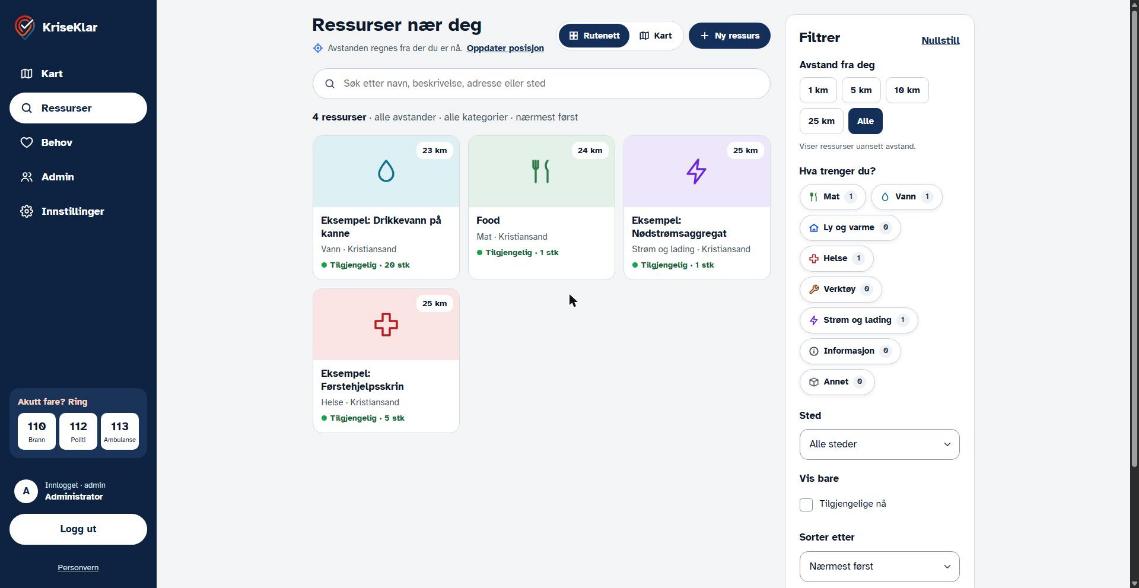 KriseKlar
Kart
Ressurser
Behov
Admin
Innstillinger
Akutt fare? Ring
110
Brann
112
Politi
113
Ambulanse
A
Innlogget · admin
Administrator
Logg ut
Personvern
Ressurser nær deg
Avstanden regnes fra der du er nå. Oppdater posisjon
Rutenett
Kart
Ny ressurs
Søk etter navn, beskrivelse, adresse eller sted
4 ressurser · alle avstander · alle kategorier · nærmest først
23 km
Eksempel: Drikkevann på
kanne
Vann · Kristiansand
Tilgjengelig · 20 stk
24 km
Food
Mat · Kristiansand
Tilgjengelig · 1 stk
25 km
Eksempel:
Nødstrømsaggregat
Strøm og lading · Kristiansand
Tilgjengelig · 1 stk
25 km
Eksempel:
Førstehjelpsskrin
Helse · Kristiansand
Tilgjengelig · 5 stk
Filtrer
Nullstill
Avstand fra deg
1 km
5 km
10 km
25 km
Alle
Viser ressurser uansett avstand.
Hva trenger du?
Mat 1
Vann 1
Ly og varme 0
Helse 1
Verktøy 0
Strøm og lading 1
Informasjon 0
Annet 0
Sted
Alle steder
Vis bare
Tilgjengelige nå
Sorter etter
Nærmest først